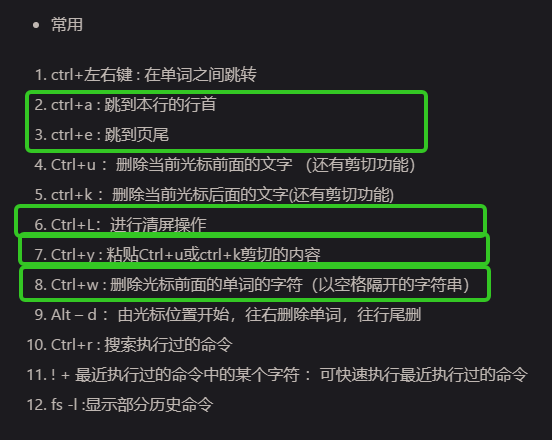 常用
1. ctrl+左右键 : 在单词之间跳转
2. ctrl+a : 跳到本行的行首
3. ctrl+e : 跳到页尾
4. Ctrl+u ：删除当前光标前面的文字 （还有剪切功能）
5. ctrl+k ：删除当前光标后面的文字(还有剪切功能)
6. Ctrl+L：进行清屏操作
7. Ctrl+y : 粘贴Ctrl+u或ctrl+k剪切的内容
8. Ctrl+w : 删除光标前面的单词的字符（以空格隔开的字符串）
9. Alt – d ：由光标位置开始，往右删除单词，往行尾删
10. Ctrl+r : 搜索执行过的命令
11. ! + 最近执行过的命令中的某个字符 ：可快速执行最近执行过的命令
12. fs -l :显示部分历史命令